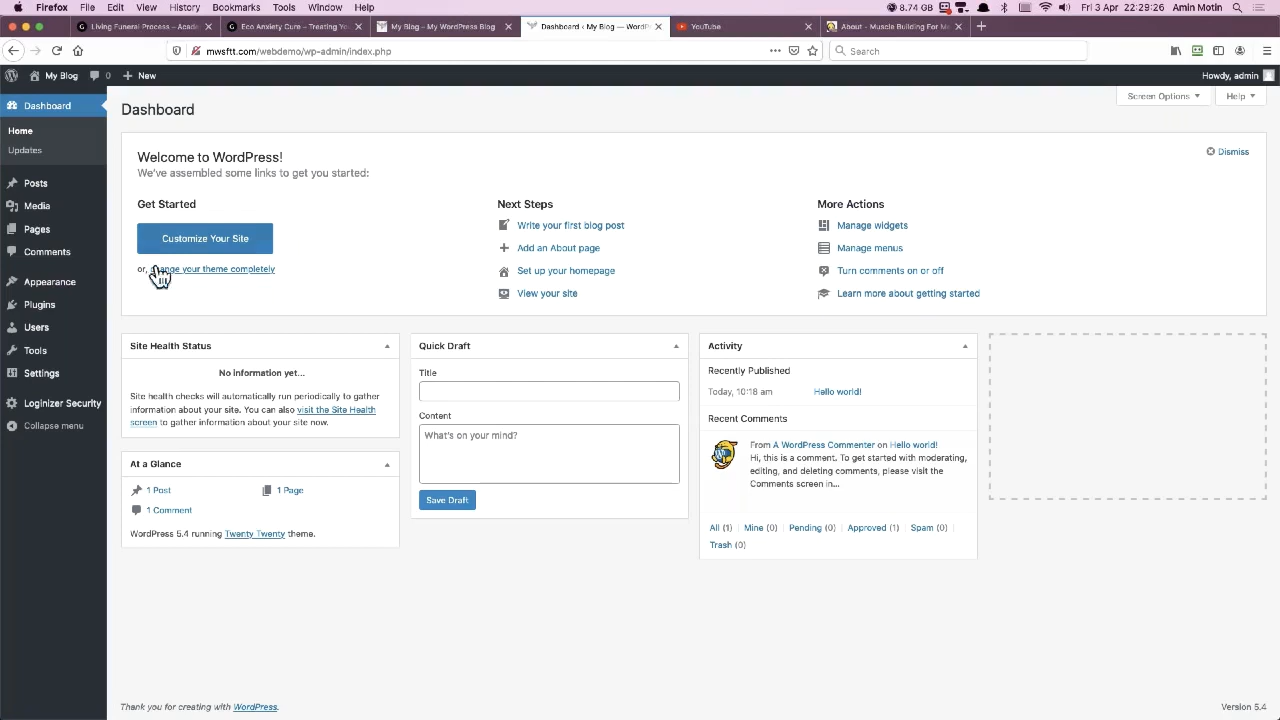 Firefox File Edit View History Bookmarks Tools Window Help 8.74 GB Fri 3 Apr 22:29:26 Amin Motin
Living Funeral Process – Acade
Eco Anxiety Cure – Treating Yo
My Blog – My WordPress Blog
Dashboard ‹ My Blog — WordPr
YouTube
About - Muscle Building For Me
mwsftt.com/webdemo/wp-admin/index.php
Search
My Blog 0 New Howdy, admin
Dashboard
Home
Updates
Posts
Media
Pages
Comments
Appearance
Plugins
Users
Tools
Settings
Loginizer Security
Collapse menu
Screen Options Help
Dashboard
Welcome to WordPress!
Dismiss
We've assembled some links to get you started:
Get Started
Customize Your Site
or, change your theme completely
Next Steps
Write your first blog post
Add an About page
Set up your homepage
View your site
More Actions
Manage widgets
Manage menus
Turn comments on or off
Learn more about getting started
Site Health Status
No information yet...
Site health checks will automatically run periodically to gather
information about your site. You can also visit the Site Health
screen to gather information about your site now.
At a Glance
1 Post 1 Page
1 Comment
WordPress 5.4 running Twenty Twenty theme.
Quick Draft
Title
Content
What's on your mind?
Save Draft
Activity
Recently Published
Today, 10:18 am Hello world!
Recent Comments
From A WordPress Commenter on Hello world!
Hi, this is a comment. To get started with moderating,
editing, and deleting comments, please visit the
Comments screen in...
All (1) | Mine (0) | Pending (0) | Approved (1) | Spam (0) |
Trash (0)
Thank you for creating with WordPress.
Version 5.4